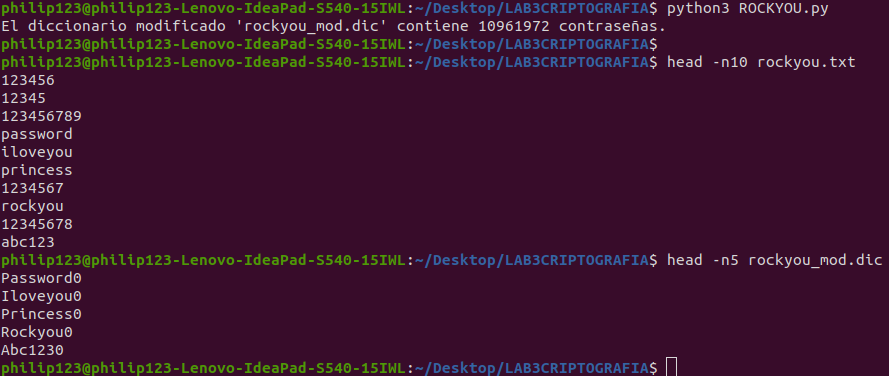 philip123@philip123-Lenovo-IdeaPad-S540-15IWL:~/Desktop/LAB3CRIPTOGRAFIA$ python3 ROCKYOU.py
El diccionario modificado 'rockyou_mod.dic' contiene 10961972 contraseñas.
philip123@philip123-Lenovo-IdeaPad-S540-15IWL:~/Desktop/LAB3CRIPTOGRAFIA$
philip123@philip123-Lenovo-IdeaPad-S540-15IWL:~/Desktop/LAB3CRIPTOGRAFIA$ head -n10 rockyou.txt
123456
12345
123456789
password
iloveyou
princess
1234567
rockyou
12345678
abc123
philip123@philip123-Lenovo-IdeaPad-S540-15IWL:~/Desktop/LAB3CRIPTOGRAFIA$ head -n5 rockyou_mod.dic
Password0
Iloveyou0
Princess0
Rockyou0
Abc1230
philip123@philip123-Lenovo-IdeaPad-S540-15IWL:~/Desktop/LAB3CRIPTOGRAFIA$